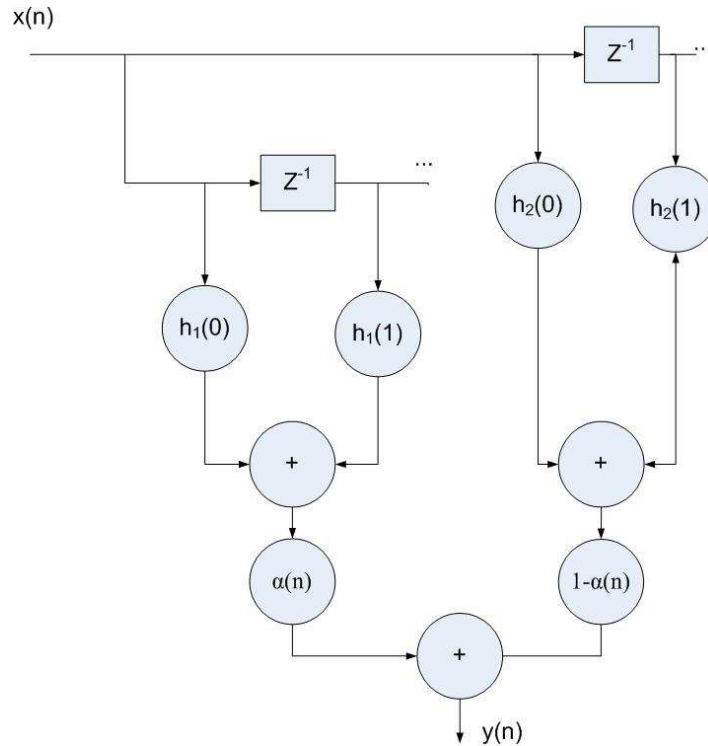 x(n)
Z⁻¹
...
Z⁻¹
...
h₂(0)
h₂(1)
h₁(0)
h₁(1)
+
+
α(n)
1-α(n)
+
y(n)